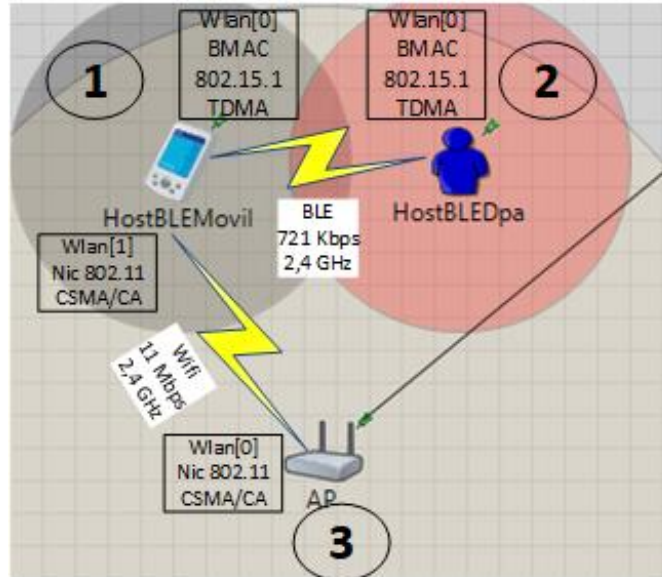 Wlan[0]
BMAC
802.15.1
TDMA
Wlan[0]
BMAC
802.15.1
TDMA
1
2
HostBLEMovil
HostBLEDpa
BLE
721 Kbps
2,4 GHz
Wlan[1]
Nic 802.11
CSMA/CA
Wifi
11 Mbps
2,4 GHz
Wlan[0]
Nic 802.11
CSMA/CA
AP
3